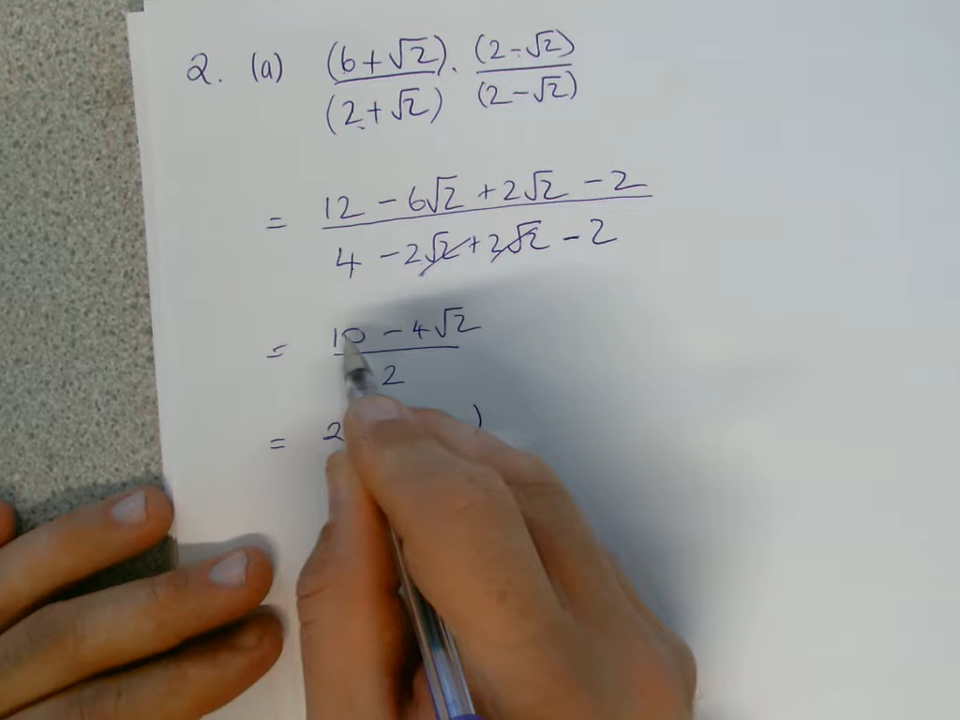 2. (a) (6+√2) . (2-√2)
(2+√2) (2-√2)
= 12 - 6√2 + 2√2 - 2
4 - 2√2 + 2√2 - 2
= 10 - 4√2
2
= 2 )